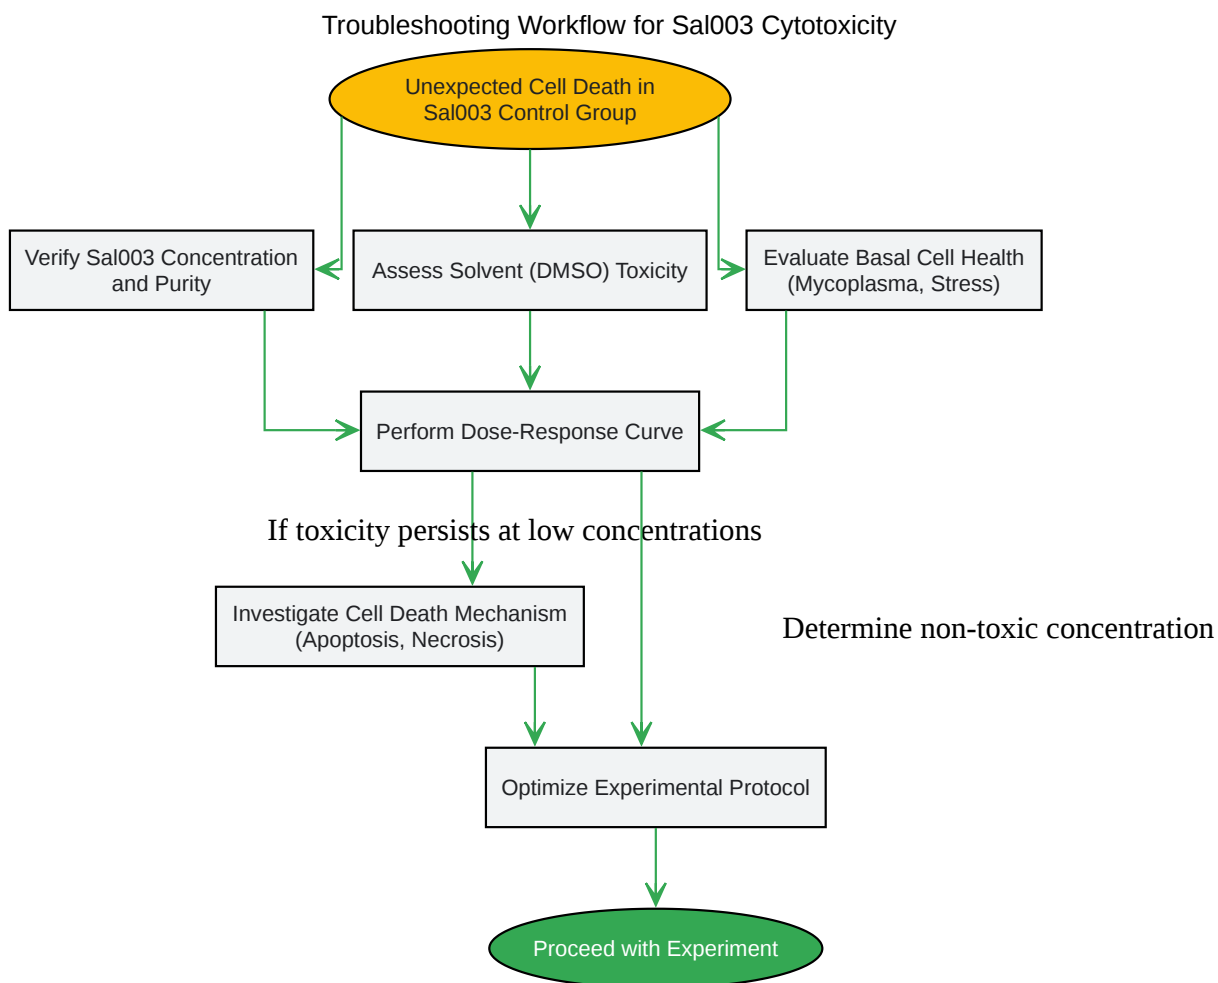 Troubleshooting Workflow for Sal003 Cytotoxicity
Unexpected Cell Death in
Sal003 Control Group
Verify Sal003 Concentration
and Purity
Assess Solvent (DMSO) Toxicity
Evaluate Basal Cell Health
(Mycoplasma, Stress)
Perform Dose-Response Curve
If toxicity persists at low concentrations
Investigate Cell Death Mechanism
(Apoptosis, Necrosis)
Determine non-toxic concentration
Optimize Experimental Protocol
Proceed with Experiment